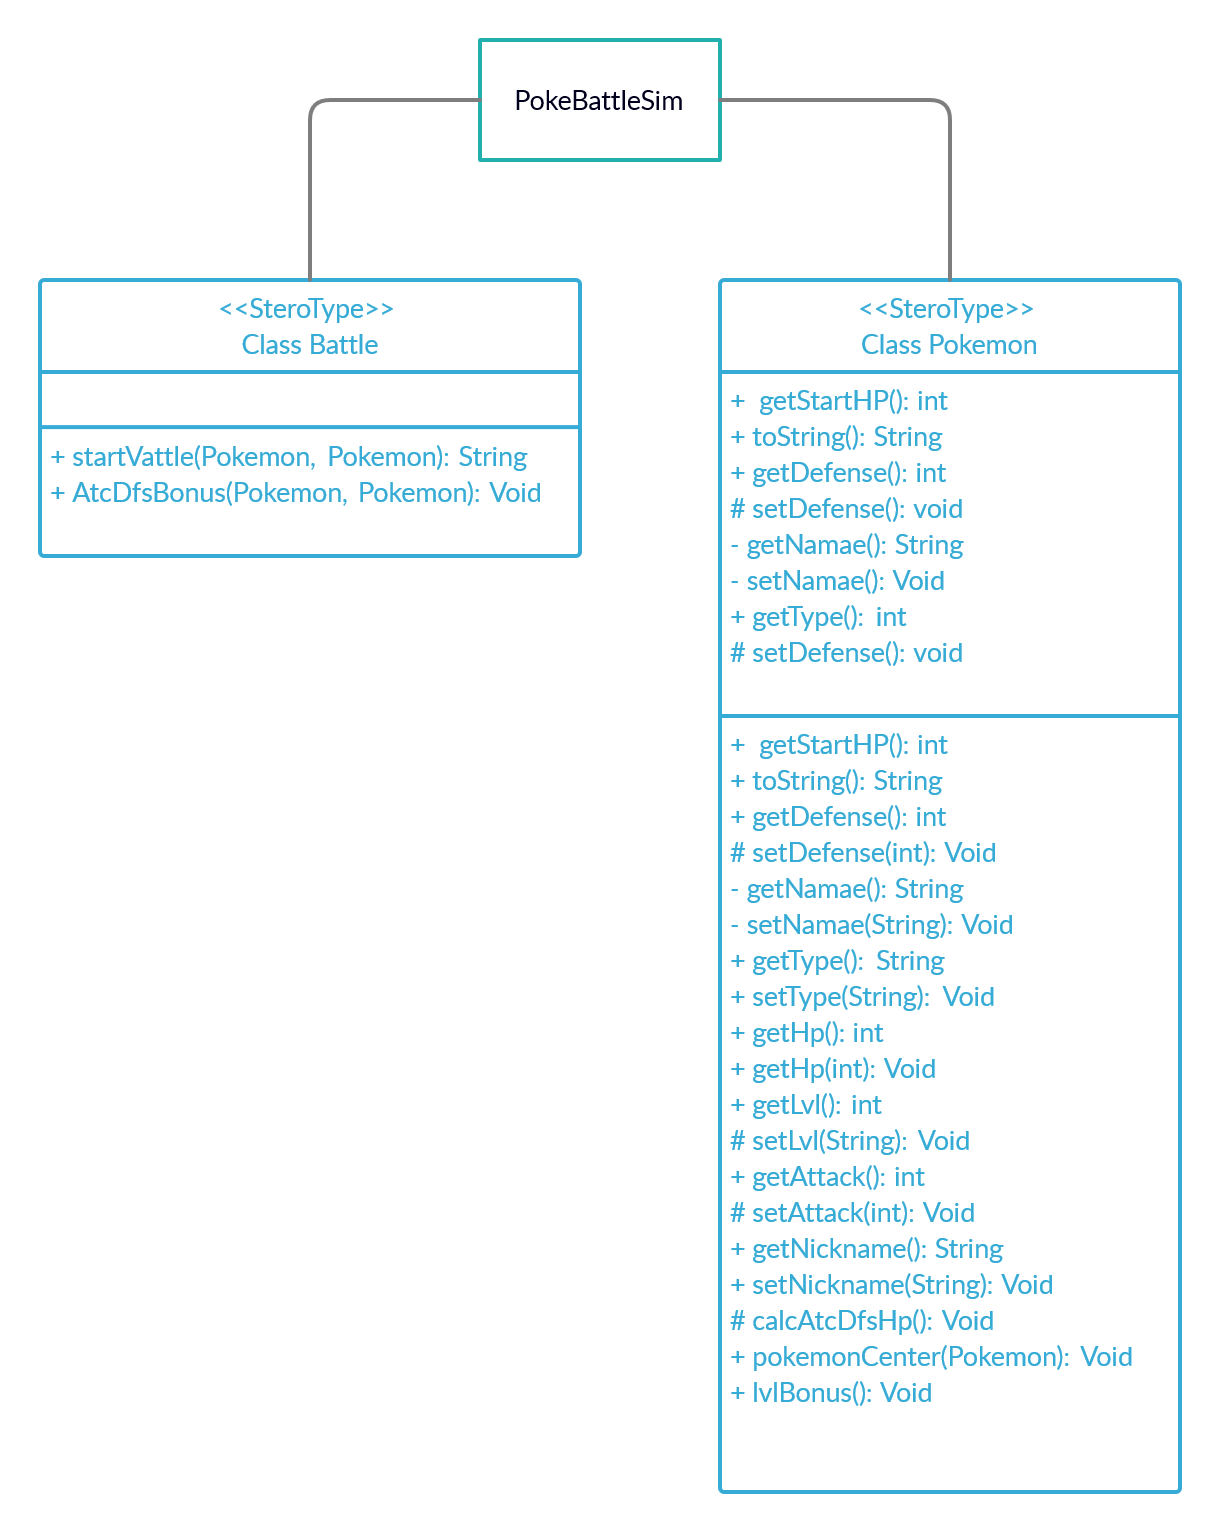 PokeBattleSim
<<SteroType>>
Class Battle
+ startVattle(Pokemon, Pokemon): String
+ AtcDfsBonus(Pokemon, Pokemon): Void
<<SteroType>>
Class Pokemon
+ getStartHP(): int
+ toString(): String
+ getDefense(): int
# setDefense(): void
- getNamae(): String
- setNamae(): Void
+ getType(): int
# setDefense(): void
+ getStartHP(): int
+ toString(): String
+ getDefense(): int
# setDefense(int): Void
- getNamae(): String
- setNamae(String): Void
+ getType(): String
+ setType(String): Void
+ getHp(): int
+ getHp(int): Void
+ getLvl(): int
# setLvl(String): Void
+ getAttack(): int
# setAttack(int): Void
+ getNickname(): String
+ setNickname(String): Void
# calcAtcDfsHp(): Void
+ pokemonCenter(Pokemon): Void
+ lvlBonus(): Void